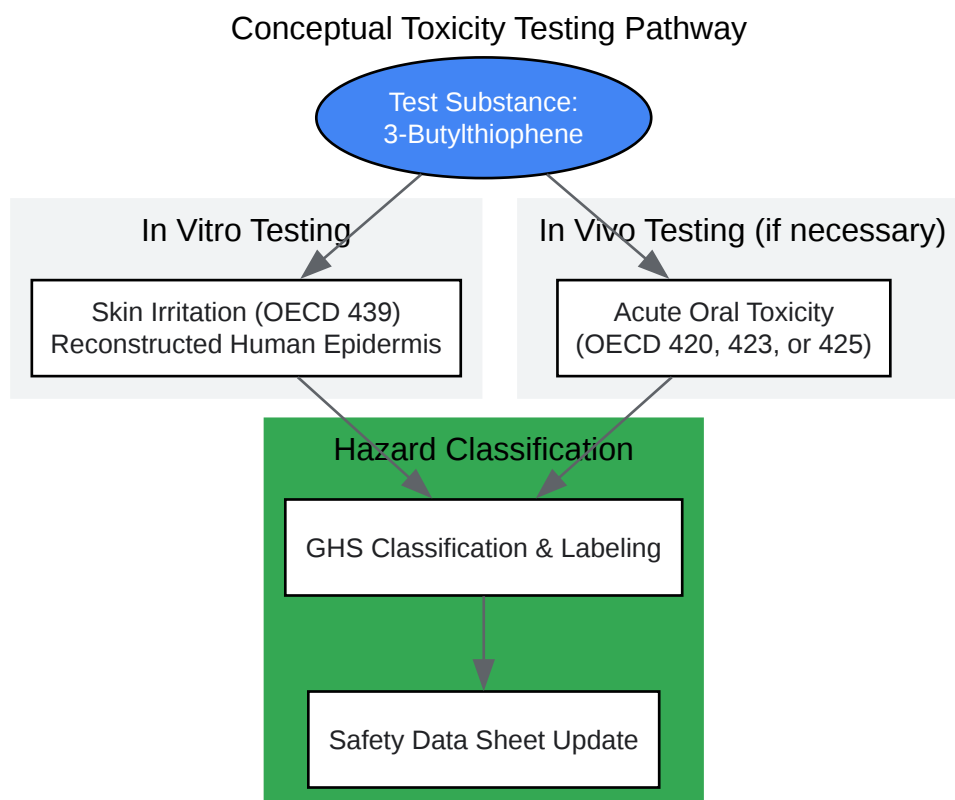 Conceptual Toxicity Testing Pathway
Test Substance:
3-Butylthiophene
In Vitro Testing
Skin Irritation (OECD 439)
Reconstructed Human Epidermis
In Vivo Testing (if necessary)
Acute Oral Toxicity
(OECD 420, 423, or 425)
Hazard Classification
GHS Classification & Labeling
Safety Data Sheet Update